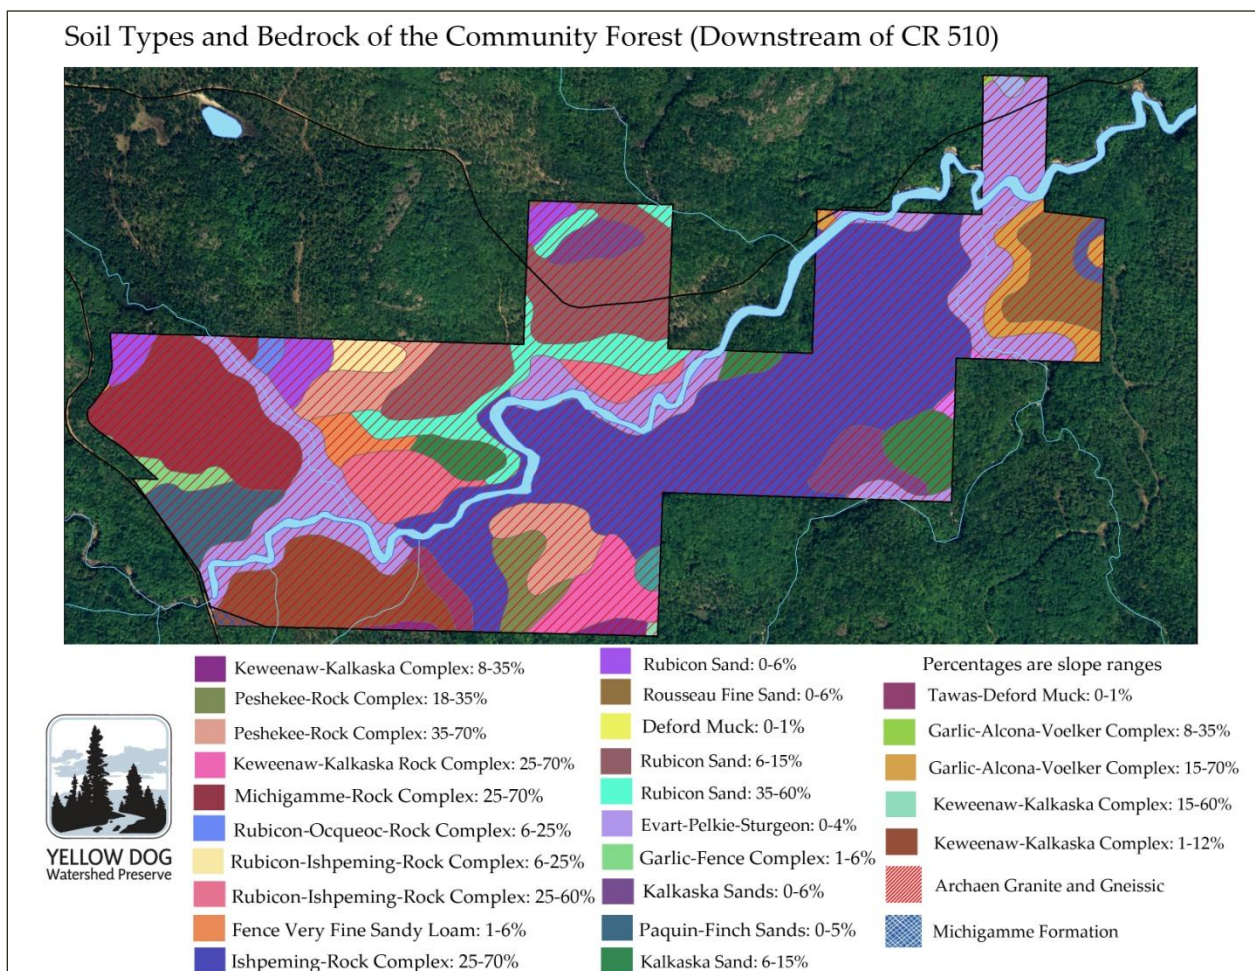 Soil Types and Bedrock of the Community Forest (Downstream of CR 510)
Keweenaw-Kalkaska Complex: 8-35%
Peshekee-Rock Complex: 18-35%
Peshekee-Rock Complex: 35-70%
Keweenaw-Kalkaska Rock Complex: 25-70%
Michigamme-Rock Complex: 25-70%
Rubicon-Ocqueoc-Rock Complex: 6-25%
Rubicon-Ishpeming-Rock Complex: 6-25%
Rubicon-Ishpeming-Rock Complex: 25-60%
Fence Very Fine Sandy Loam: 1-6%
Ishpeming-Rock Complex: 25-70%
Rubicon Sand: 0-6%
Rousseau Fine Sand: 0-6%
Deford Muck: 0-1%
Rubicon Sand: 6-15%
Rubicon Sand: 35-60%
Evart-Pelkie-Sturgeon: 0-4%
Garlic-Fence Complex: 1-6%
Kalkaska Sands: 0-6%
Paquin-Finch Sands: 0-5%
Kalkaska Sand: 6-15%
Percentages are slope ranges
Tawas-Deford Muck: 0-1%
Garlic-Alcona-Voelker Complex: 8-35%
Garlic-Alcona-Voelker Complex: 15-70%
Keweenaw-Kalkaska Complex: 15-60%
Keweenaw-Kalkaska Complex: 1-12%
Archaen Granite and Gneissic
Michigamme Formation
YELLOW DOG
Watershed Preserve